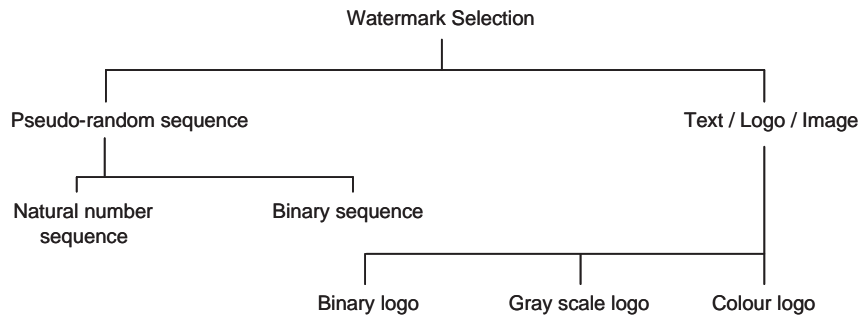 Watermark Selection
Pseudo-random sequence
Text / Logo / Image
Natural number
sequence
Binary sequence
Binary logo
Gray scale logo
Colour logo